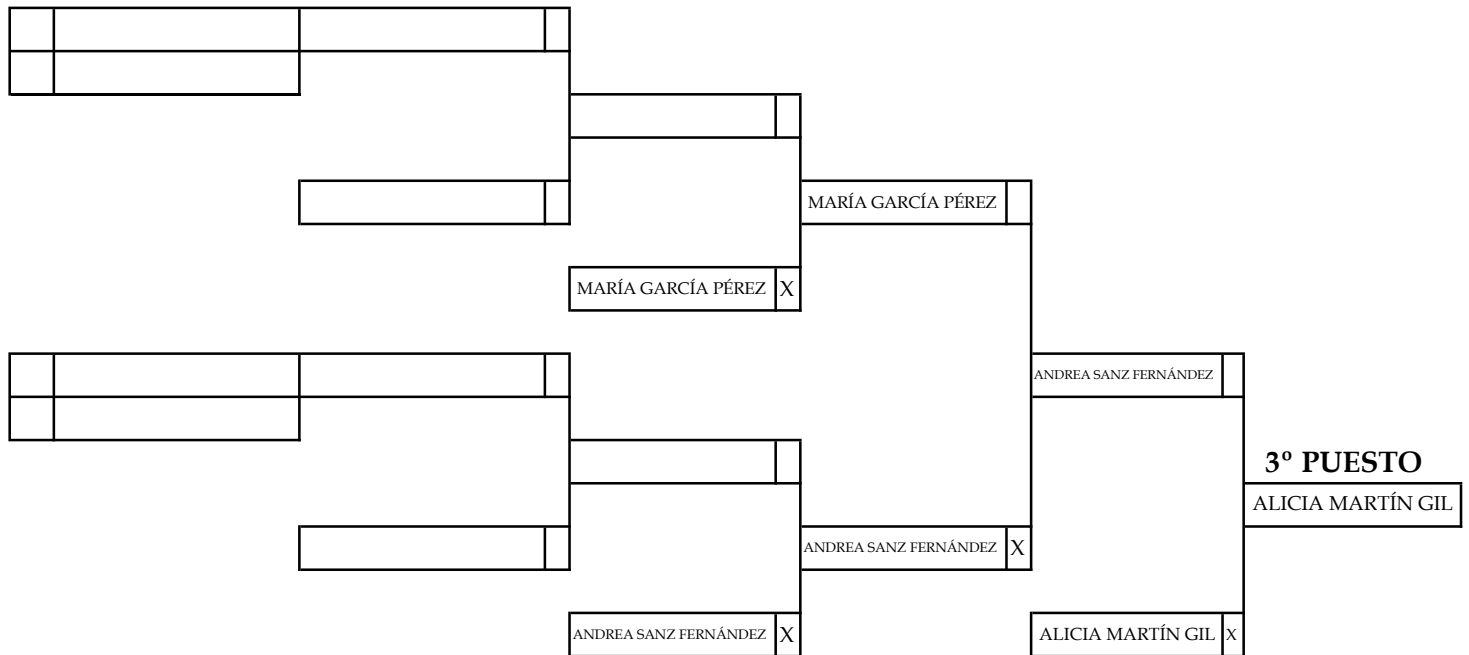 MARÍA GARCÍA PÉREZ
MARÍA GARCÍA PÉREZ X
ANDREA SANZ FERNÁNDEZ
3º PUESTO
ALICIA MARTÍN GIL
ANDREA SANZ FERNÁNDEZ X
ANDREA SANZ FERNÁNDEZ X
ALICIA MARTÍN GIL X